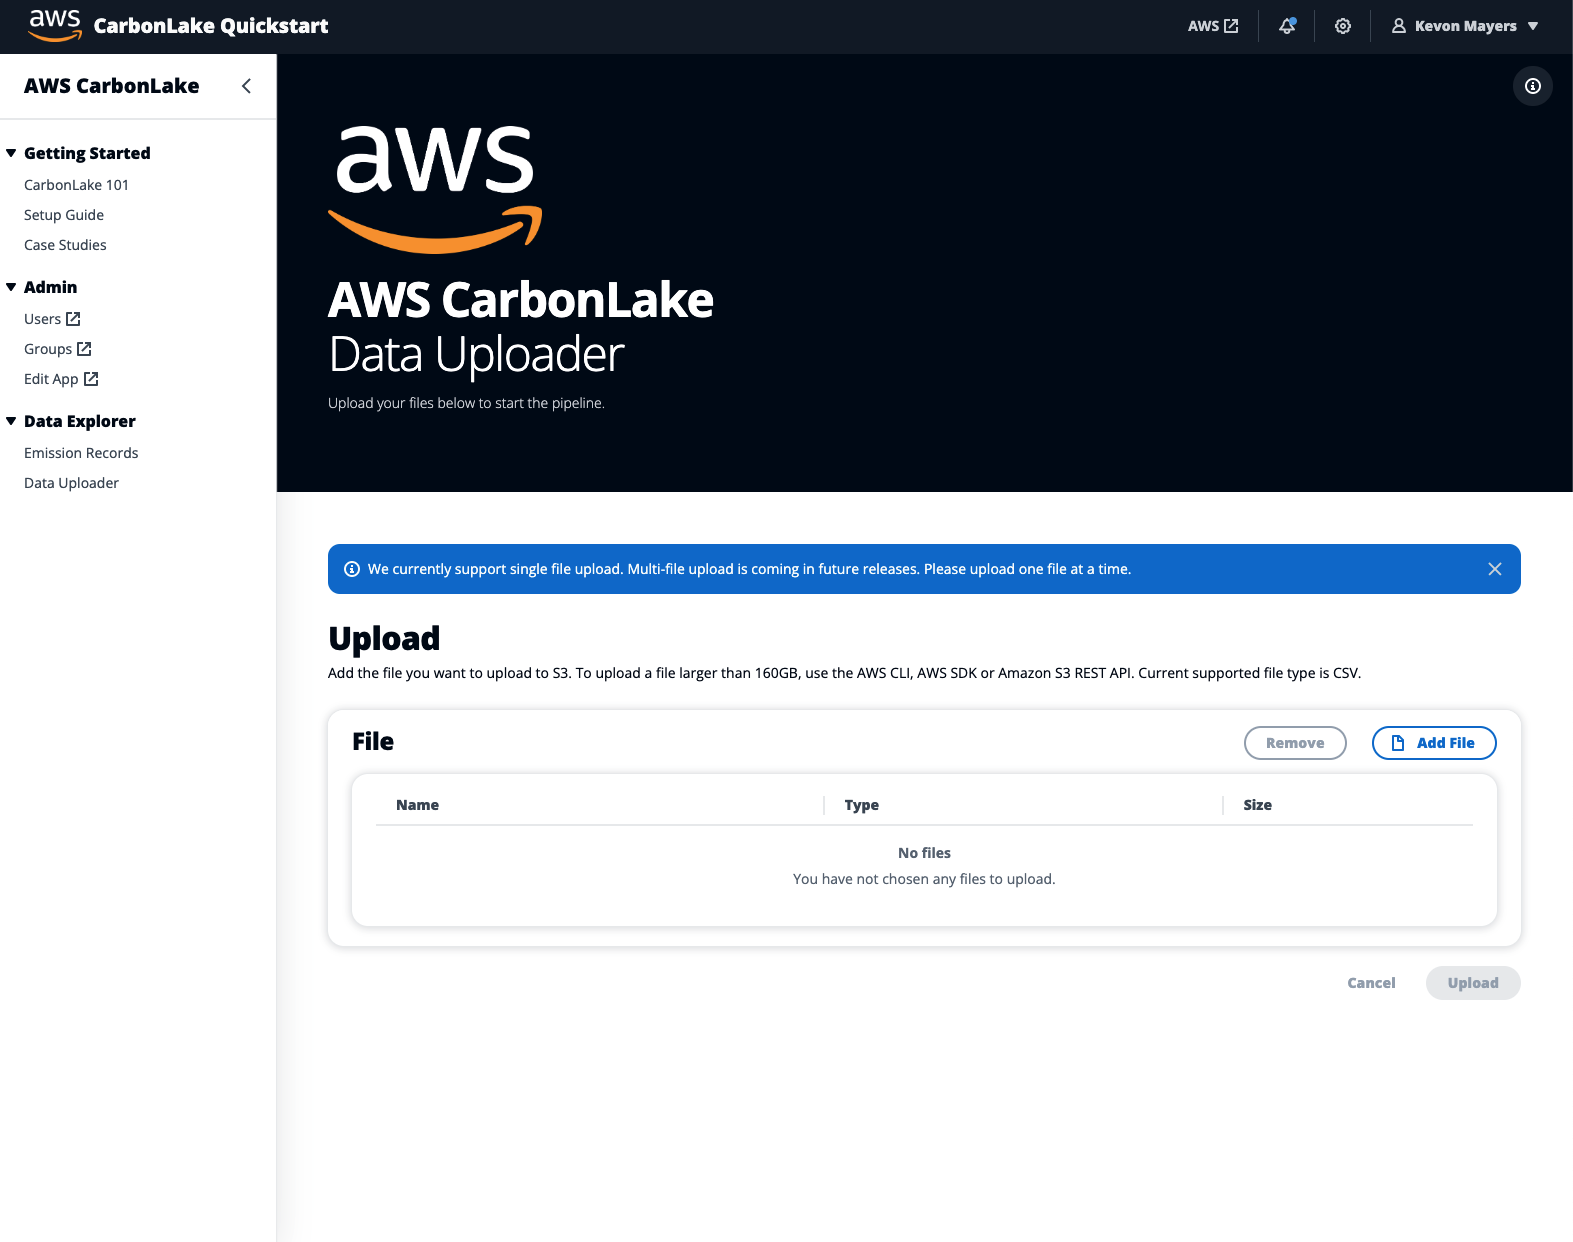 aws CarbonLake Quickstart
AWS
Kevon Mayers
AWS CarbonLake
Getting Started
CarbonLake 101
Setup Guide
Case Studies
Admin
Users
Groups
Edit App
Data Explorer
Emission Records
Data Uploader
aws
AWS CarbonLake
Data Uploader
Upload your files below to start the pipeline.
We currently support single file upload. Multi-file upload is coming in future releases. Please upload one file at a time.
Upload
Add the file you want to upload to S3. To upload a file larger than 160GB, use the AWS CLI, AWS SDK or Amazon S3 REST API. Current supported file type is CSV.
File
Remove
Add File
Name Type Size
No files
You have not chosen any files to upload.
Cancel
Upload